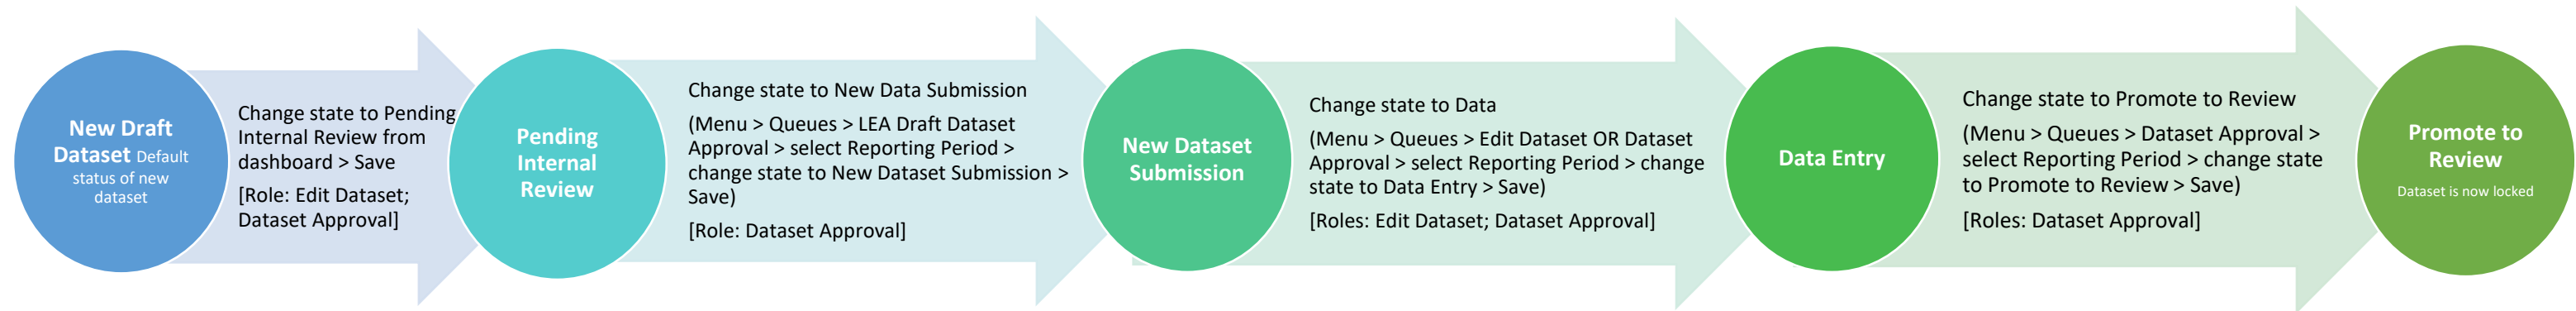 New Draft
Dataset Default
status of new
dataset
Change state to Pending
Internal Review from
dashboard > Save
[Role: Edit Dataset;
Dataset Approval]
Pending
Internal
Review
Change state to New Data Submission
(Menu > Queues > LEA Draft Dataset
Approval > select Reporting Period >
change state to New Dataset Submission >
Save)
[Role: Dataset Approval]
New Dataset
Submission
Change state to Data
(Menu > Queues > Edit Dataset OR Dataset
Approval > select Reporting Period > change
state to Data Entry > Save)
[Roles: Edit Dataset; Dataset Approval]
Data Entry
Change state to Promote to Review
(Menu > Queues > Dataset Approval >
select Reporting Period > change state
to Promote to Review > Save)
[Roles: Dataset Approval]
Promote to
Review
Dataset is now locked